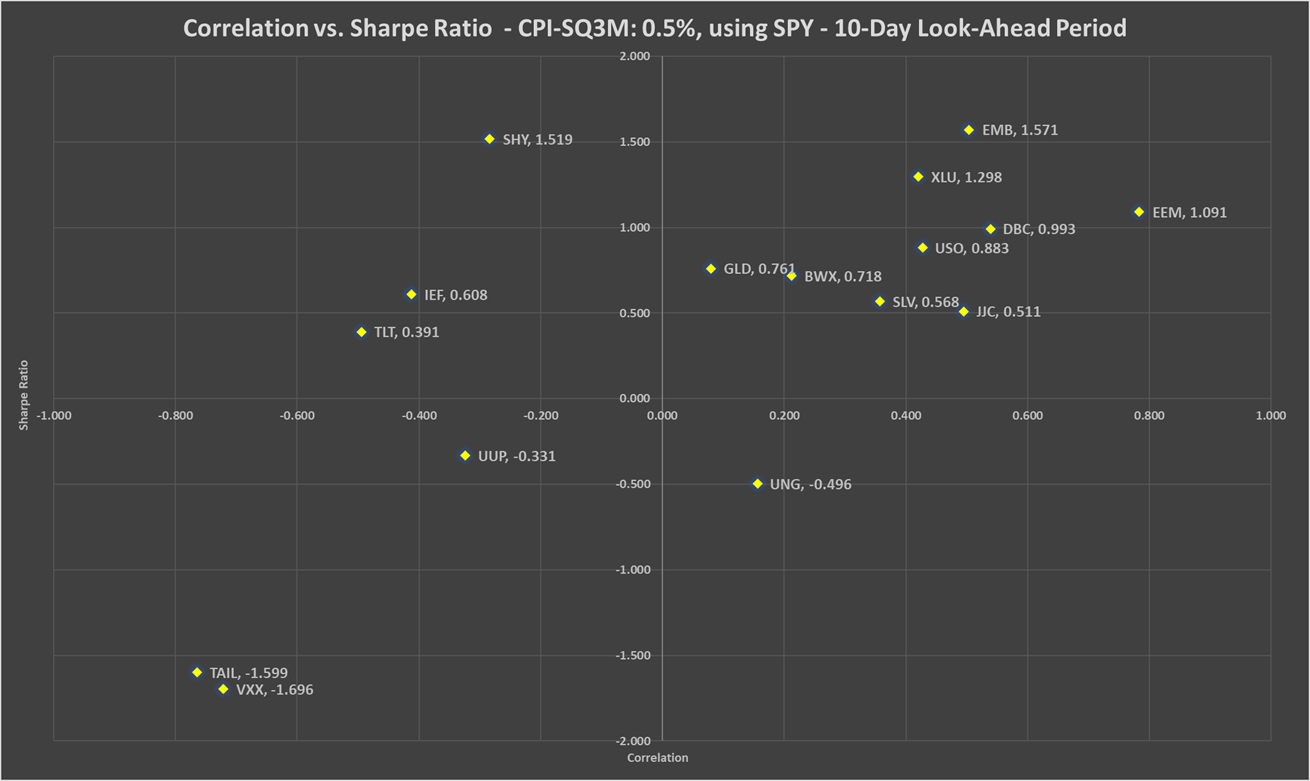 Correlation vs. Sharpe Ratio - CPI-SQ3M: 0.5%, using SPY - 10-Day Look-Ahead Period
2.000
EMB, 1.571
SHY, 1.519
1.500
XLU, 1.298
EEM, 1.091
1.000
DBC, 0.993
USO, 0.883
GLD, 0.761
BWX, 0.718
IEF, 0.608
SLV, 0.568
0.500
JJC, 0.511
TLT, 0.391
Sharpe Ratio
0.000
-1.000
-0.800
-0.600
-0.400
-0.200
0.000
0.200
0.400
0.600
0.800
1.000
UUP, -0.331
-0.500
UNG, -0.496
-1.000
-1.500
TAIL, -1.599
VXX, -1.696
-2.000
Correlation